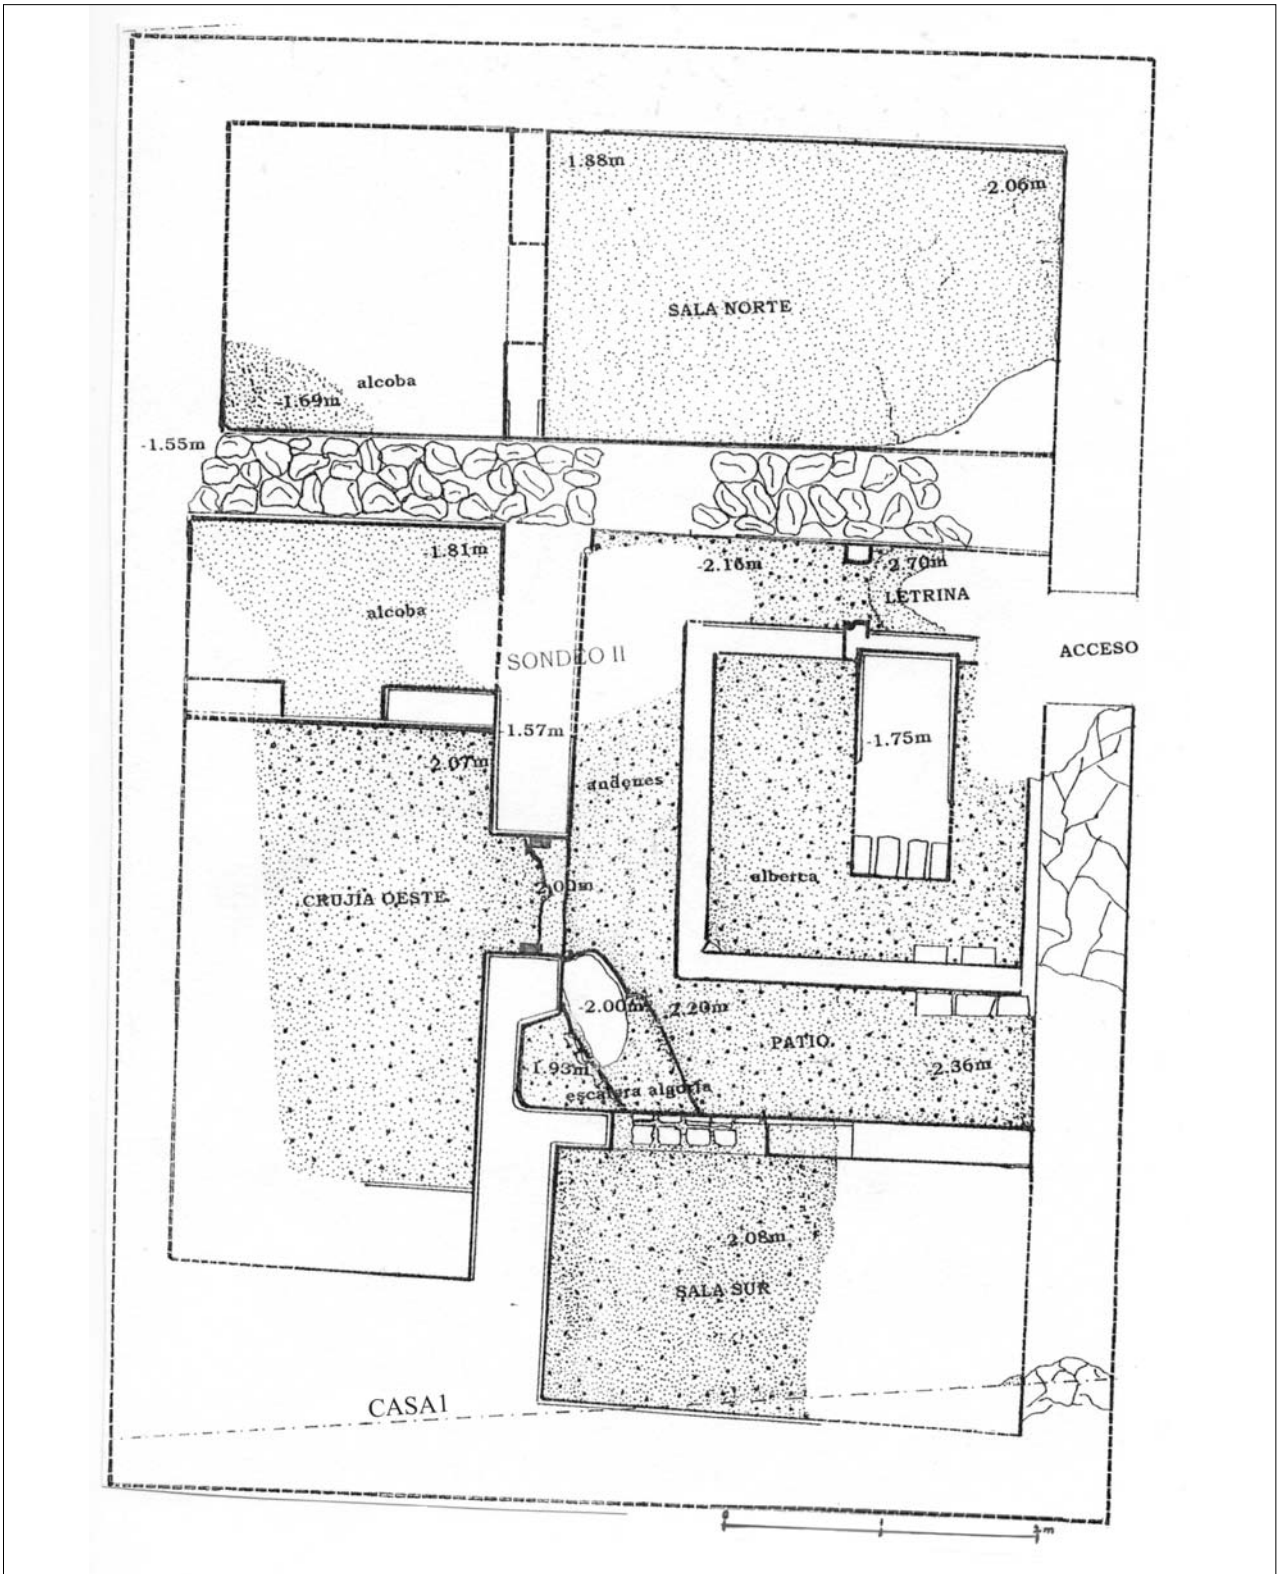 -1.88m
-2.06m
SALA NORTE
alcoba
-1.69m
-1.55m
-1.81m
-2.16m
-2.70m
LETRINA
alcoba
ACCESO
SONDEO II
-1.57m
-1.75m
2.07m
andenes
alberca
2.00m
CRUJÍA OESTE.
-2.00m
-2.20m
PATIO.
-1.93m
-2.36m
escalera algorfa
-2.08m
SALA SUR
CASA1
0
1
m